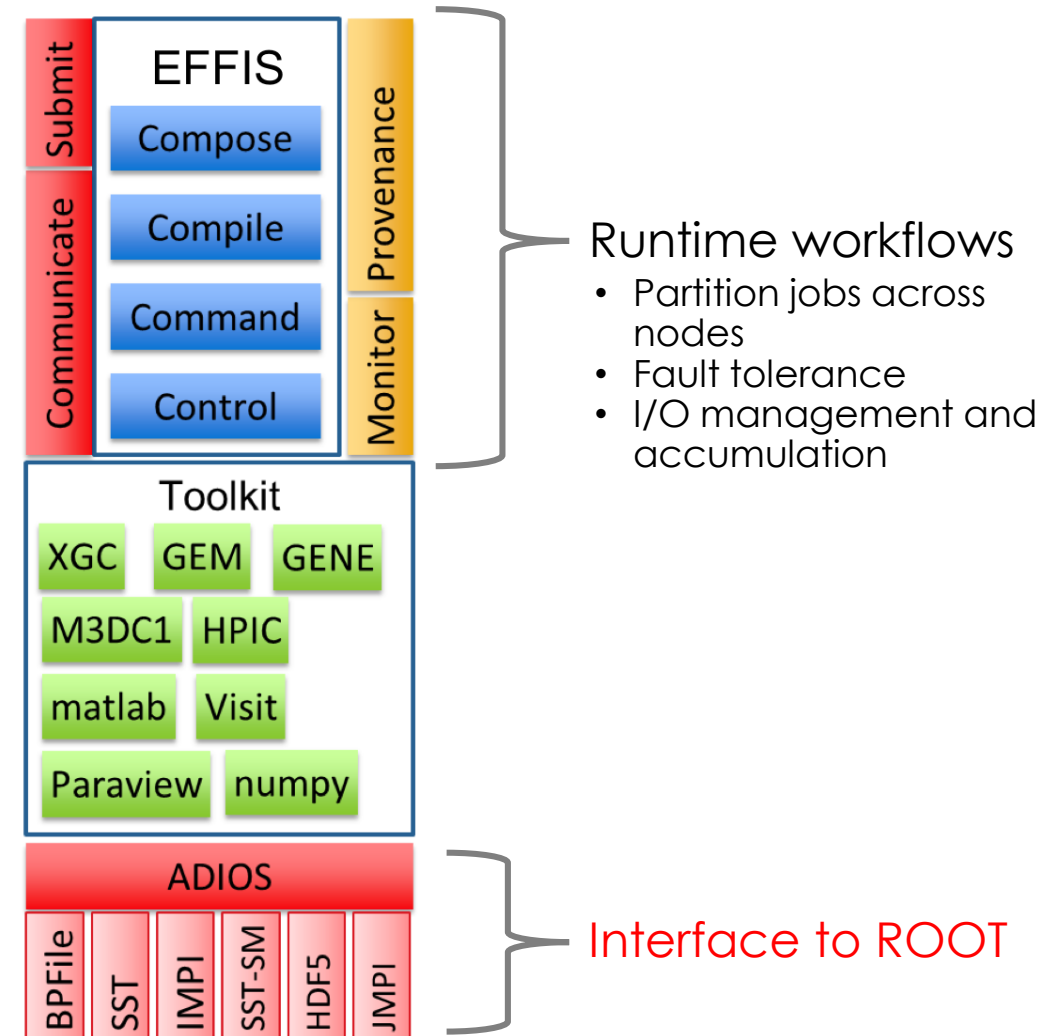 Submit
Communicate
EFFIS
Compose
Compile
Command
Control
Provenance
Monitor
Runtime workflows
• Partition jobs across
nodes
• Fault tolerance
• I/O management and
accumulation
Toolkit
XGC GEM GENE
M3DC1 HPIC
matlab Visit
Paraview numpy
ADIOS
BPFile
SST
IMPI
SST-SM
HDF5
JMPI
Interface to ROOT